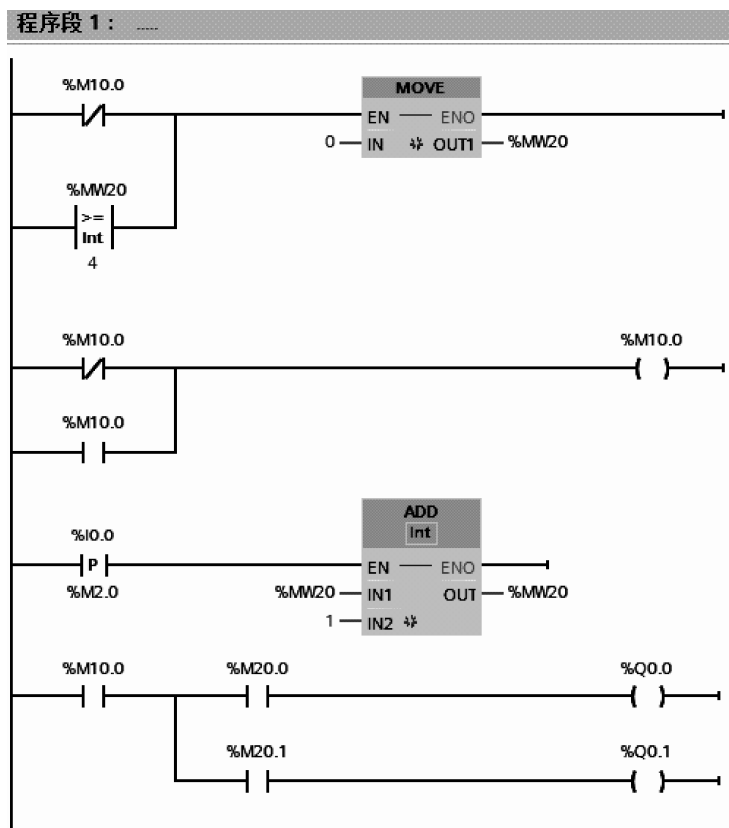 程序段 1： .....
%M10.0
MOVE
EN ENO
0 IN OUT1 %MW20
%MW20
>=
Int
4
%M10.0 %M10.0
%M10.0
ADD
Int
%I0.0
P EN ENO
%M2.0 %MW20 IN1 OUT %MW20
1 IN2
%M10.0 %M20.0 %Q0.0
%M20.1 %Q0.1